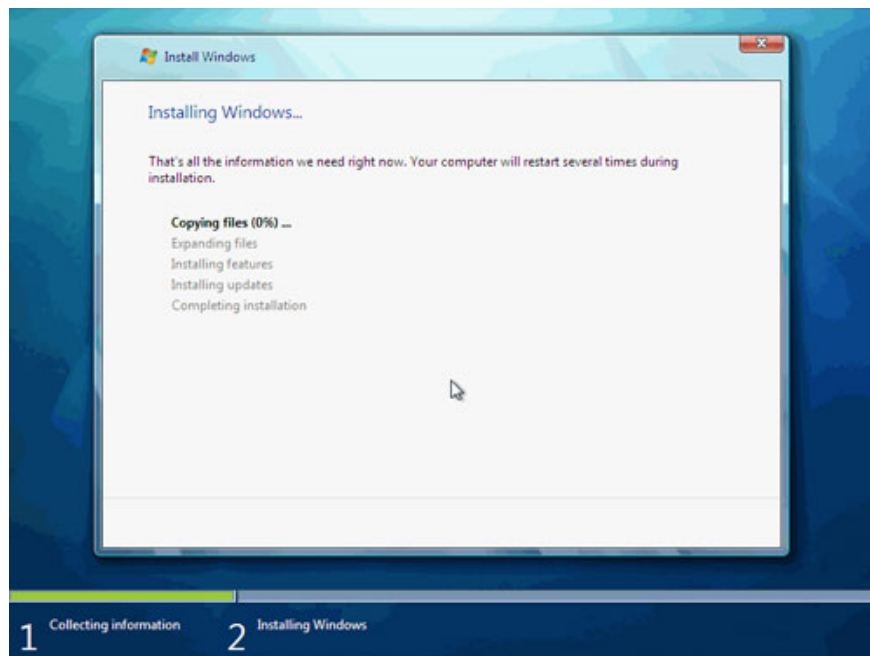 Install Windows
Installing Windows...
That's all the information we need right now. Your computer will restart several times during
installation.
Copying files (0%) ...
Expanding files
Installing features
Installing updates
Completing installation
1 Collecting information 2 Installing Windows